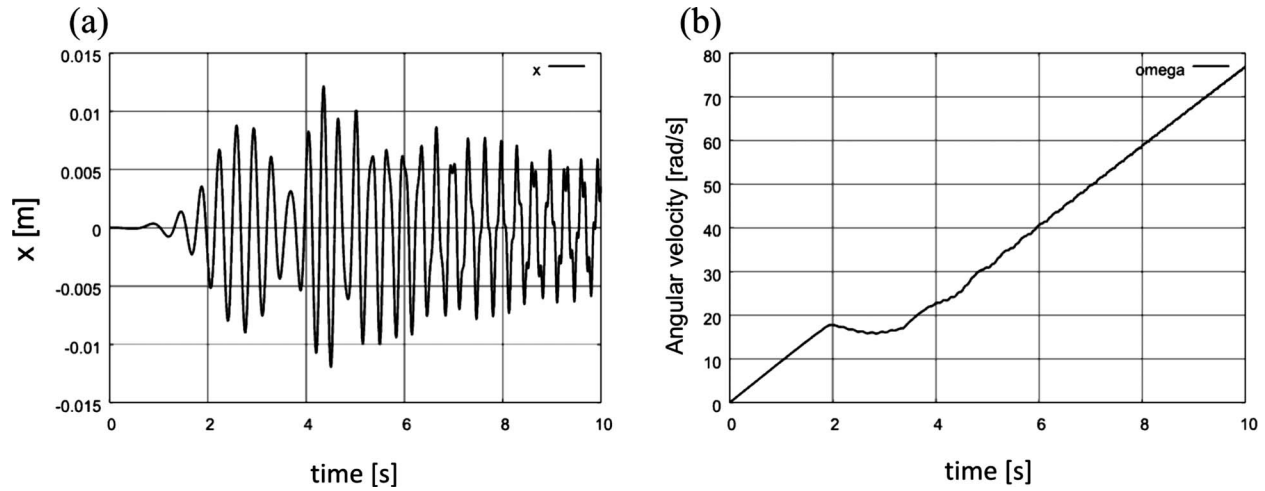 (a)
0.015
0.01
0.005
0
-0.005
-0.01
-0.015
x [m]
x
0 2 4 6 8 10
time [s]
(b)
80
70
60
50
40
30
20
10
0
Angular velocity [rad/s]
omega
0 2 4 6 8 10
time [s]